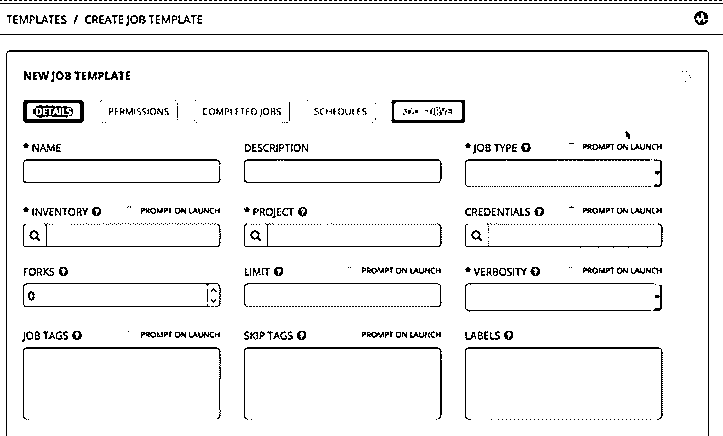 TEMPLATES / CREATE JOB TEMPLATE
NEW JOB TEMPLATE
DETAILS PERMISSIONS COMPLETED JOBS SCHEDULES
* NAME DESCRIPTION * JOB TYPE PROMPT ON LAUNCH
* INVENTORY PROMPT ON LAUNCH * PROJECT CREDENTIALS PROMPT ON LAUNCH
FORKS LIMIT PROMPT ON LAUNCH * VERBOSITY PROMPT ON LAUNCH
0
JOB TAGS PROMPT ON LAUNCH SKIP TAGS PROMPT ON LAUNCH LABELS